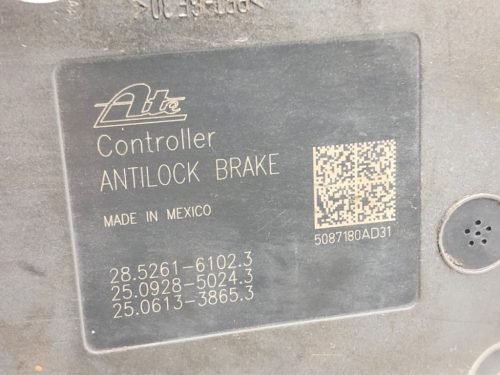 Ate
Controller
ANTILOCK BRAKE
MADE IN MEXICO
5087180AD31
28.5261-6102.3
25.0928-5024.3
25.0613-3865.3